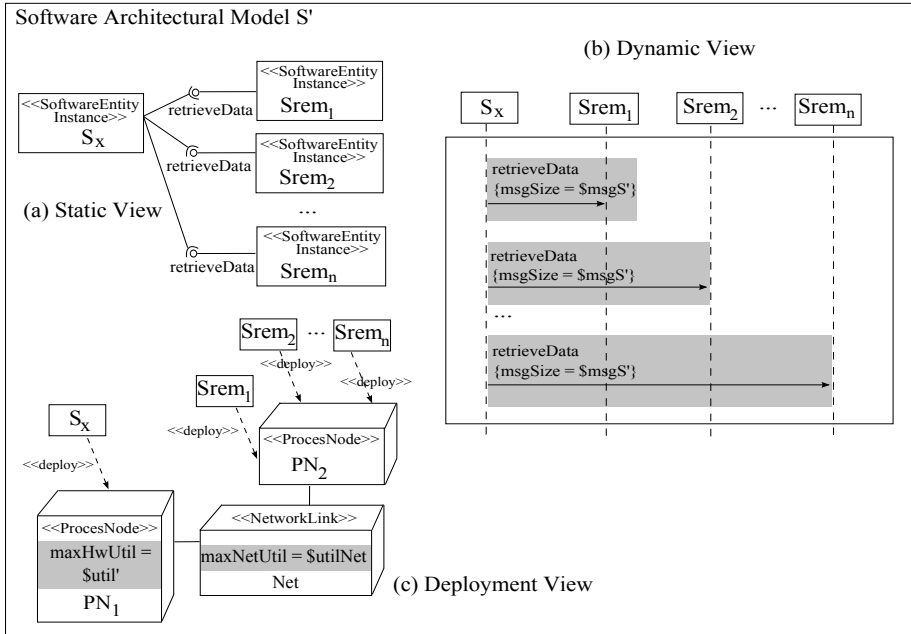 Software Architectural Model S'
<<SoftwareEntity
Instance>>
Sx
retrieveData
<<SoftwareEntity
Instance>>
Srem1
retrieveData
<<SoftwareEntity
Instance>>
Srem2
...
retrieveData
<<SoftwareEntity
Instance>>
Sremn
(a) Static View
(b) Dynamic View
Sx
Srem1
Srem2
...
Sremn
retrieveData
{msgSize = $msgS'}
retrieveData
{msgSize = $msgS'}
...
retrieveData
{msgSize = $msgS'}
Srem2
...
Sremn
<<deploy>>
<<deploy>>
Srem1
<<deploy>>
Sx
<<deploy>>
<<ProcesNode>>
PN2
<<ProcesNode>>
maxHwUtil =
$util'
PN1
<<NetworkLink>>
maxNetUtil = $utilNet
Net
(c) Deployment View